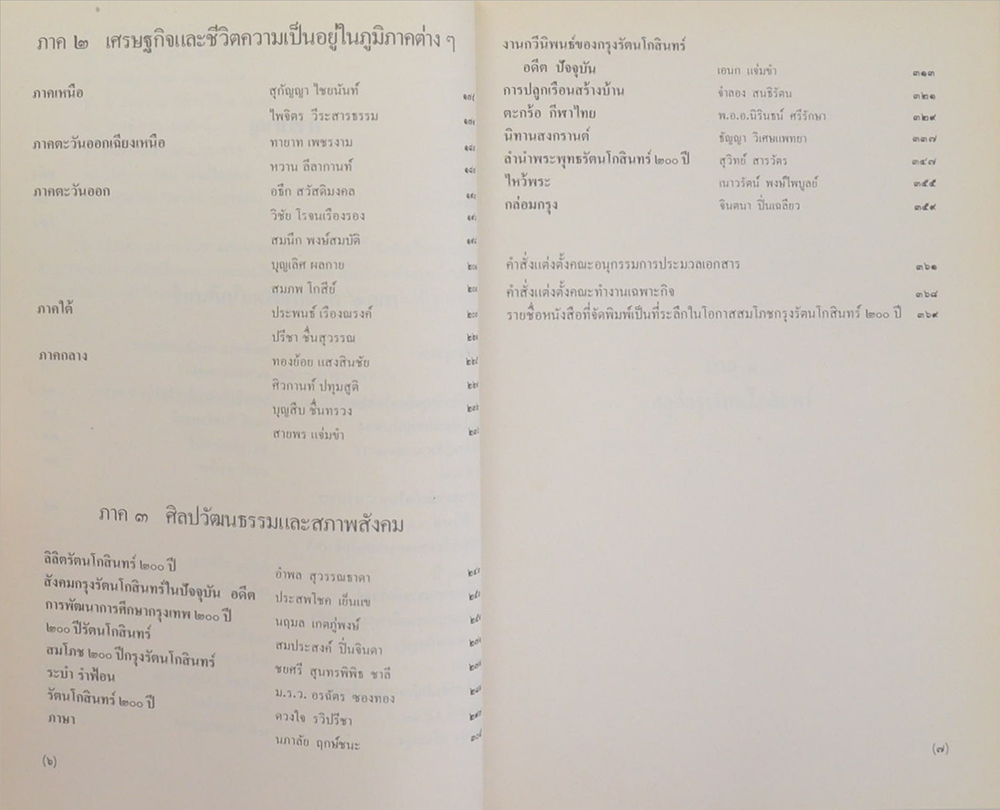 ภาค ๒ เศรษฐกิจและชีวิตความเป็นอยู่ในภูมิภาคต่าง ๆ
ภาคเหนือ สุกัญญา ไชยนันท์
ไพจิตร วีระสารธรรม
ภาคตะวันออกเฉียงเหนือ ทายาท เพชรงาม
หวาน ลีลากานท์
ภาคตะวันออก อธึก สวัสดิมงคล
วิชัย โรจนเรืองรอง
สมนึก พงษ์สมบัติ
บุญเลิศ ผลกาย
สมภพ โกสีย์
ภาคใต้ ประพนธ์ เรืองณรงค์
ปรีชา ชื่นสุวรรณ
ภาคกลาง ทองย้อย แสงสินชัย
ศิวกานท์ ปทุมสูติ
บุญสืบ ชื่นทรวง
สายพร แจ่มขำ
ภาค ๓ ศิลปวัฒนธรรมและสภาพสังคม
ลิลิตรัตนโกสินทร์ ๒๐๐ ปี อำพล สุวรรณธาดา
สังคมกรุงรัตนโกสินทร์ในปัจจุบัน อดีต ประสพโชค เย็นแข
การพัฒนาการศึกษากรุงเทพ ๒๐๐ ปี นฤมล เกตภู่พงษ์
๒๐๐ ปีรัตนโกสินทร์ สมประสงค์ ปิ่นจินดา
สมโภช ๒๐๐ ปีกรุงรัตนโกสินทร์ ชยศรี สุนทรพิพิธ ชาลี
ระบำ รำฟ้อน ม.ร.ว. อรฉัตร ซองทอง
รัตนโกสินทร์ ๒๐๐ ปี ดวงใจ รวิปรีชา
ภาษา นภาลัย ฤกษ์ชนะ
(๖)
งานกวีนิพนธ์ของกรุงรัตนโกสินทร์
อดีต ปัจจุบัน เอนก แจ่มขำ ๓๑๓
การปลูกเรือนสร้างบ้าน จำลอง สนธิรัตน ๓๒๑
ตะกร้อ กีฬาไทย พ.อ.อ.นิรินธน์ ศรีรักษา ๓๒๙
นิทานสงกรานต์ ธัญญา วิเศษแพทยา ๓๓๗
ลำนำพระพุทธรัตนโกสินทร์ ๒๐๐ ปี สุวิทย์ สารวัตร ๓๔๗
ไหว้พระ เนาวรัตน์ พงษ์ไพบูลย์ ๓๕๕
กล่อมกรุง จินตนา ปิ่นเฉลียว ๓๕๙
คำสั่งแต่งตั้งคณะอนุกรรมการประมวลเอกสาร ๓๖๑
คำสั่งแต่งตั้งคณะทำงานเฉพาะกิจ ๓๖๘
รายชื่อหนังสือที่จัดพิมพ์เป็นที่ระลึกในโอกาสสมโภชกรุงรัตนโกสินทร์ ๒๐๐ ปี ๓๖๙
(๗)